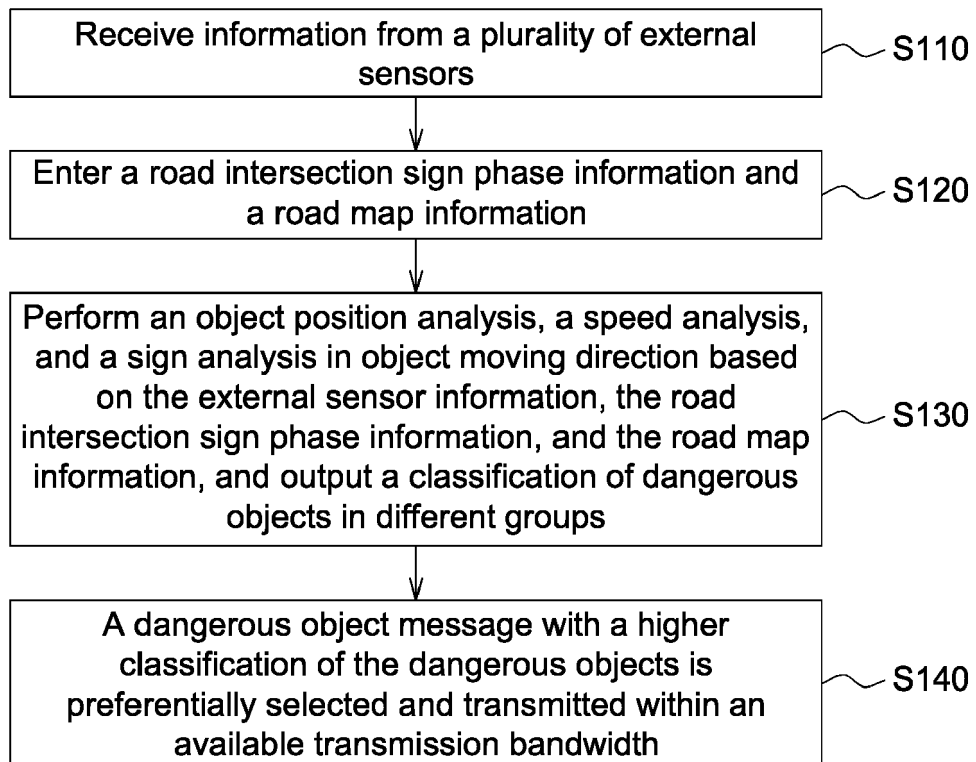 Receive information from a plurality of external
sensors
S110
Enter a road intersection sign phase information and
a road map information
S120
Perform an object position analysis, a speed analysis,
and a sign analysis in object moving direction based
on the external sensor information, the road
intersection sign phase information, and the road map
information, and output a classification of dangerous
objects in different groups
S130
A dangerous object message with a higher
classification of the dangerous objects is
preferentially selected and transmitted within an
available transmission bandwidth
S140